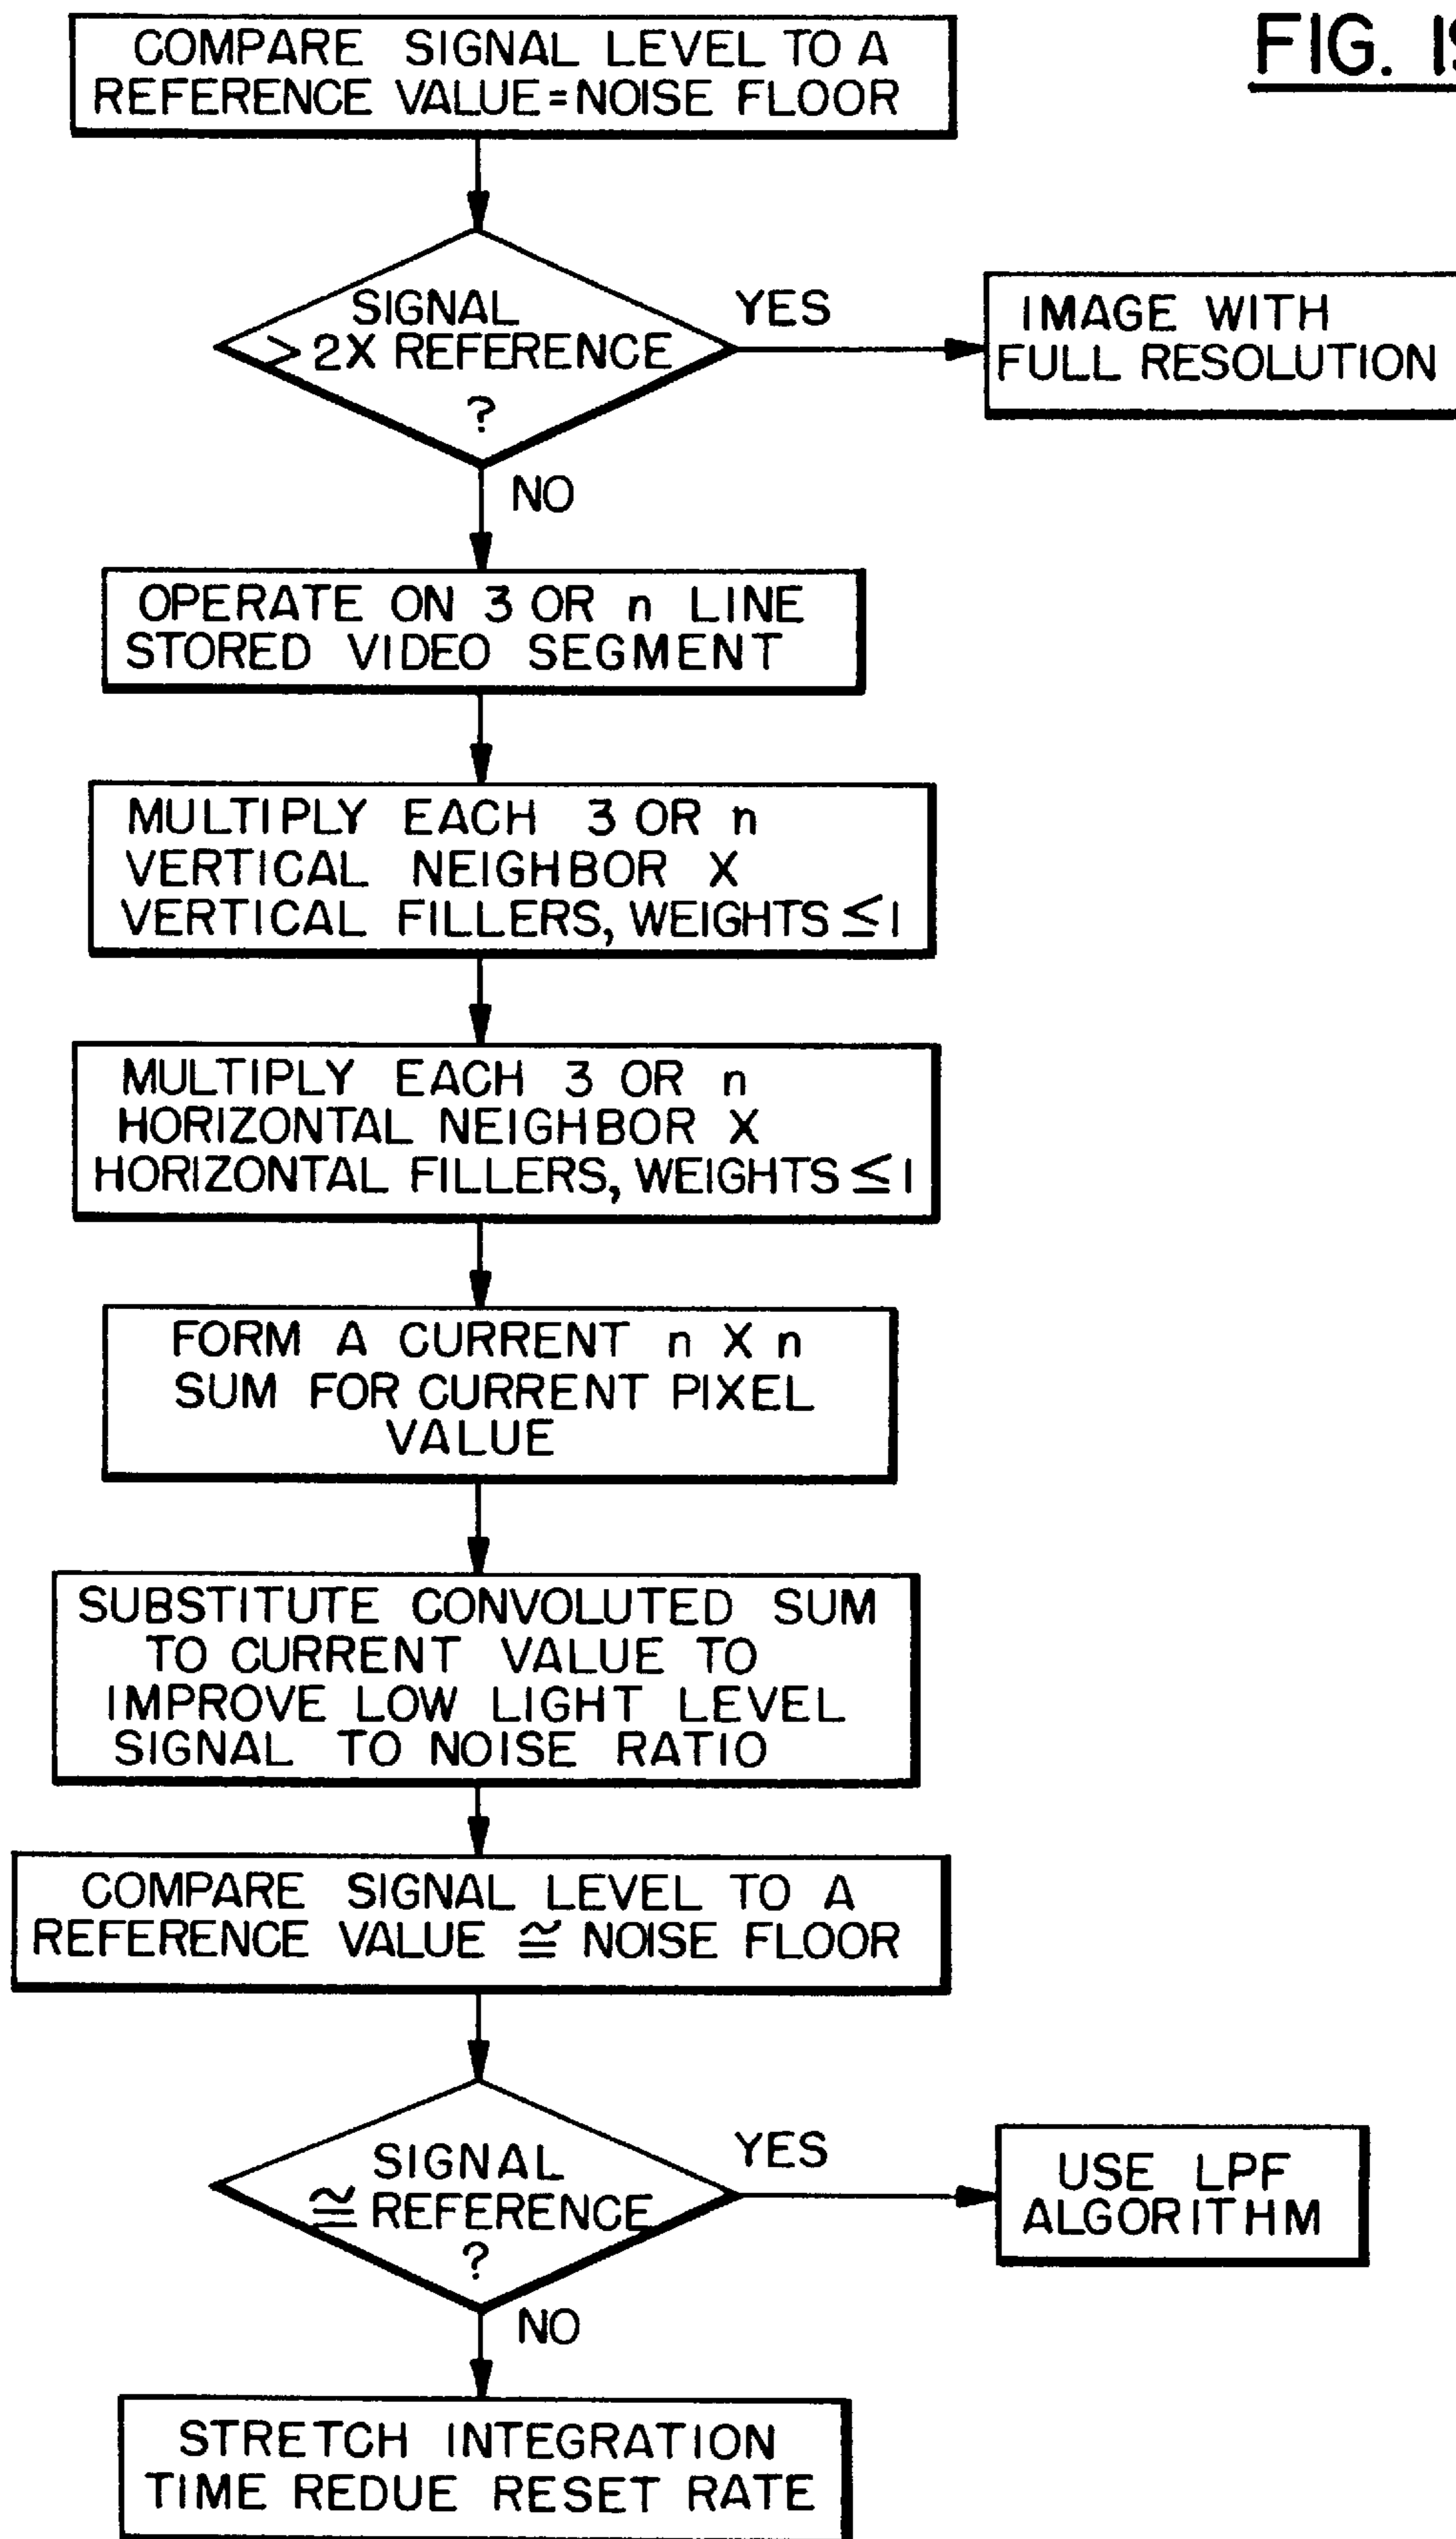 FIG. 19
COMPARE SIGNAL LEVEL TO A
REFERENCE VALUE=NOISE FLOOR
SIGNAL
> 2X REFERENCE
?
YES
IMAGE WITH
FULL RESOLUTION
NO
OPERATE ON 3 OR n LINE
STORED VIDEO SEGMENT
MULTIPLY EACH 3 OR n
VERTICAL NEIGHBOR X
VERTICAL FILLERS, WEIGHTS ≤ 1
MULTIPLY EACH 3 OR n
HORIZONTAL NEIGHBOR X
HORIZONTAL FILLERS, WEIGHTS ≤ 1
FORM A CURRENT n X n
SUM FOR CURRENT PIXEL
VALUE
SUBSTITUTE CONVOLUTED SUM
TO CURRENT VALUE TO
IMPROVE LOW LIGHT LEVEL
SIGNAL TO NOISE RATIO
COMPARE SIGNAL LEVEL TO A
REFERENCE VALUE ≅ NOISE FLOOR
SIGNAL
≅ REFERENCE
?
YES
USE LPF
ALGORITHM
NO
STRETCH INTEGRATION
TIME REDUE RESET RATE